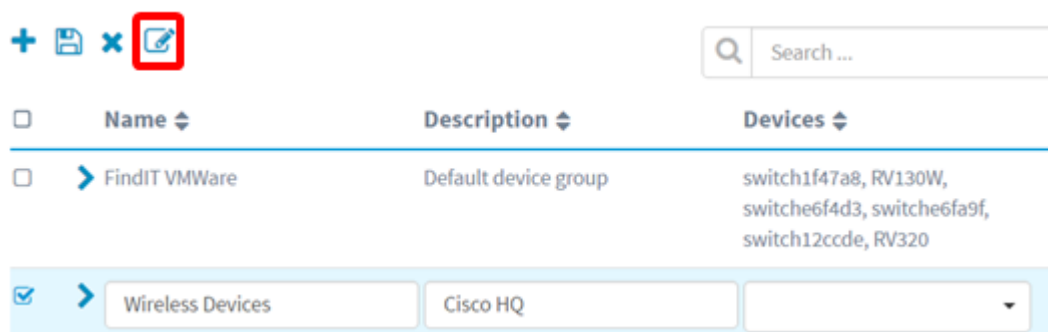 Search ...
Name Description Devices
FindIT VMWare Default device group switch1f47a8, RV130W,
switche6f4d3, switche6fa9f,
switch12ccde, RV320
Wireless Devices Cisco HQ